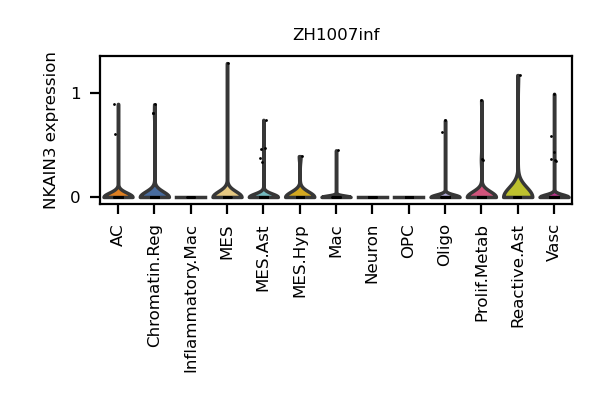 ZH1007inf
NKAIN3 expression
1
0
AC
Chromatin.Reg
Inflammatory.Mac
MES
MES.Ast
MES.Hyp
Mac
Neuron
OPC
Oligo
Prolif.Metab
Reactive.Ast
Vasc